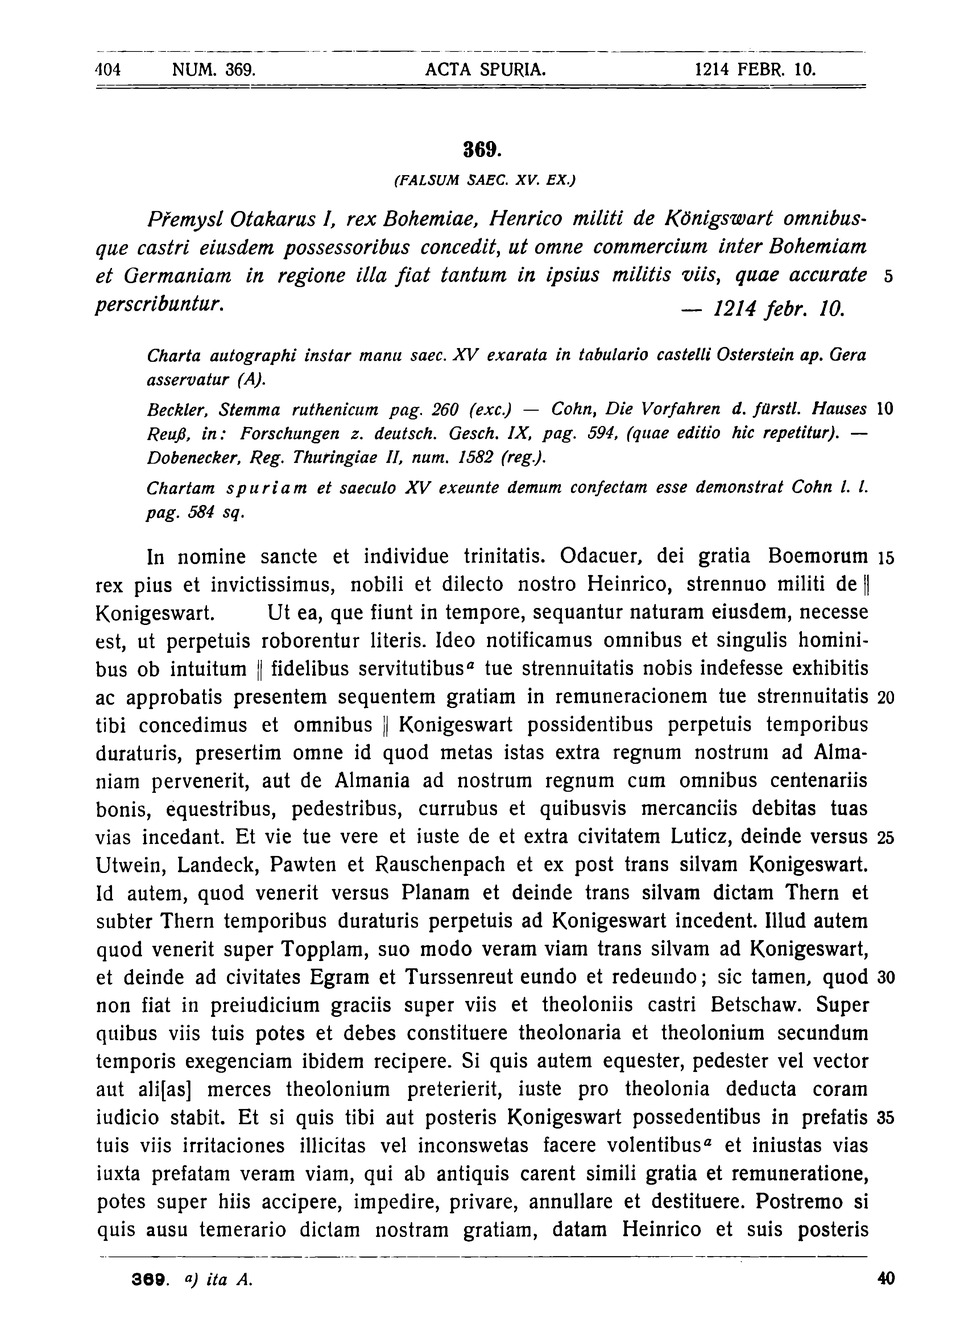 404 NUM. 369. ACTA SPURIA. 1214 FEBR. 10.
369.
(FALSUM SAEC. XV. EX.)
Přemysl Otakarus I, rex Bohemiae, Henrico militi de Königswart omnibus-
que castri eiusdem possessoribus concedit, ut omne commercium inter Bohemiam
et Germaniam in regione illa fiat tantum in ipsius militis viis, quae accurate 5
perscribuntur. — 1214 febr. 10.
Charta autographi instar manu saec. XV exarata in tabulario castelli Osterstein ap. Gera
asservatur (A).
Beckler, Stemma ruthenicum pag. 260 (exc.) — Cohn, Die Vorfahren d. fürstl. Hauses 10
Reuß, in: Forschungen z. deutsch. Gesch. IX, pag. 594, (quae editio hic repetitur). —
Dobenecker, Reg. Thuringiae II, num. 1582 (reg.).
Chartam spuriam et saeculo XV exeunte demum confectam esse demonstrat Cohn l. l.
pag. 584 sq.
In nomine sancte et individue trinitatis. Odacuer, dei gratia Boemorum 15
rex pius et invictissimus, nobili et dilecto nostro Heinrico, strennuo militi de ||
Konigeswart. Ut ea, que fiunt in tempore, sequantur naturam eiusdem, necesse
est, ut perpetuis roborentur literis. Ideo notificamus omnibus et singulis homini-
bus ob intuitum || fidelibus servitutibusᵃ tue strennuitatis nobis indefesse exhibitis
ac approbatis presentem sequentem gratiam in remuneracionem tue strennuitatis 20
tibi concedimus et omnibus || Konigeswart possidentibus perpetuis temporibus
duraturis, presertim omne id quod metas istas extra regnum nostrum ad Alma-
niam pervenerit, aut de Almania ad nostrum regnum cum omnibus centenariis
bonis, equestribus, pedestribus, currubus et quibusvis mercanciis debitas tuas
vias incedant. Et vie tue vere et iuste de et extra civitatem Luticz, deinde versus 25
Utwein, Landeck, Pawten et Rauschenpach et ex post trans silvam Konigeswart.
Id autem, quod venerit versus Planam et deinde trans silvam dictam Thern et
subter Thern temporibus duraturis perpetuis ad Konigeswart incedent. Illud autem
quod venerit super Topplam, suo modo veram viam trans silvam ad Konigeswart,
et deinde ad civitates Egram et Turssenreut eundo et redeundo; sic tamen, quod 30
non fiat in preiudicium graciis super viis et theoloniis castri Betschaw. Super
quibus viis tuis potes et debes constituere theolonaria et theolonium secundum
temporis exegenciam ibidem recipere. Si quis autem equester, pedester vel vector
aut ali[as] merces theolonium preterierit, iuste pro theolonia deducta coram
iudicio stabit. Et si quis tibi aut posteris Konigeswart possedentibus in prefatis 35
tuis viis irritaciones illicitas vel inconswetas facere volentibusᵃ et iniustas vias
iuxta prefatam veram viam, qui ab antiquis carent simili gratia et remuneratione,
potes super hiis accipere, impedire, privare, annullare et destituere. Postremo si
quis ausu temerario dictam nostram gratiam, datam Heinrico et suis posteris
369. a) ita A. 40